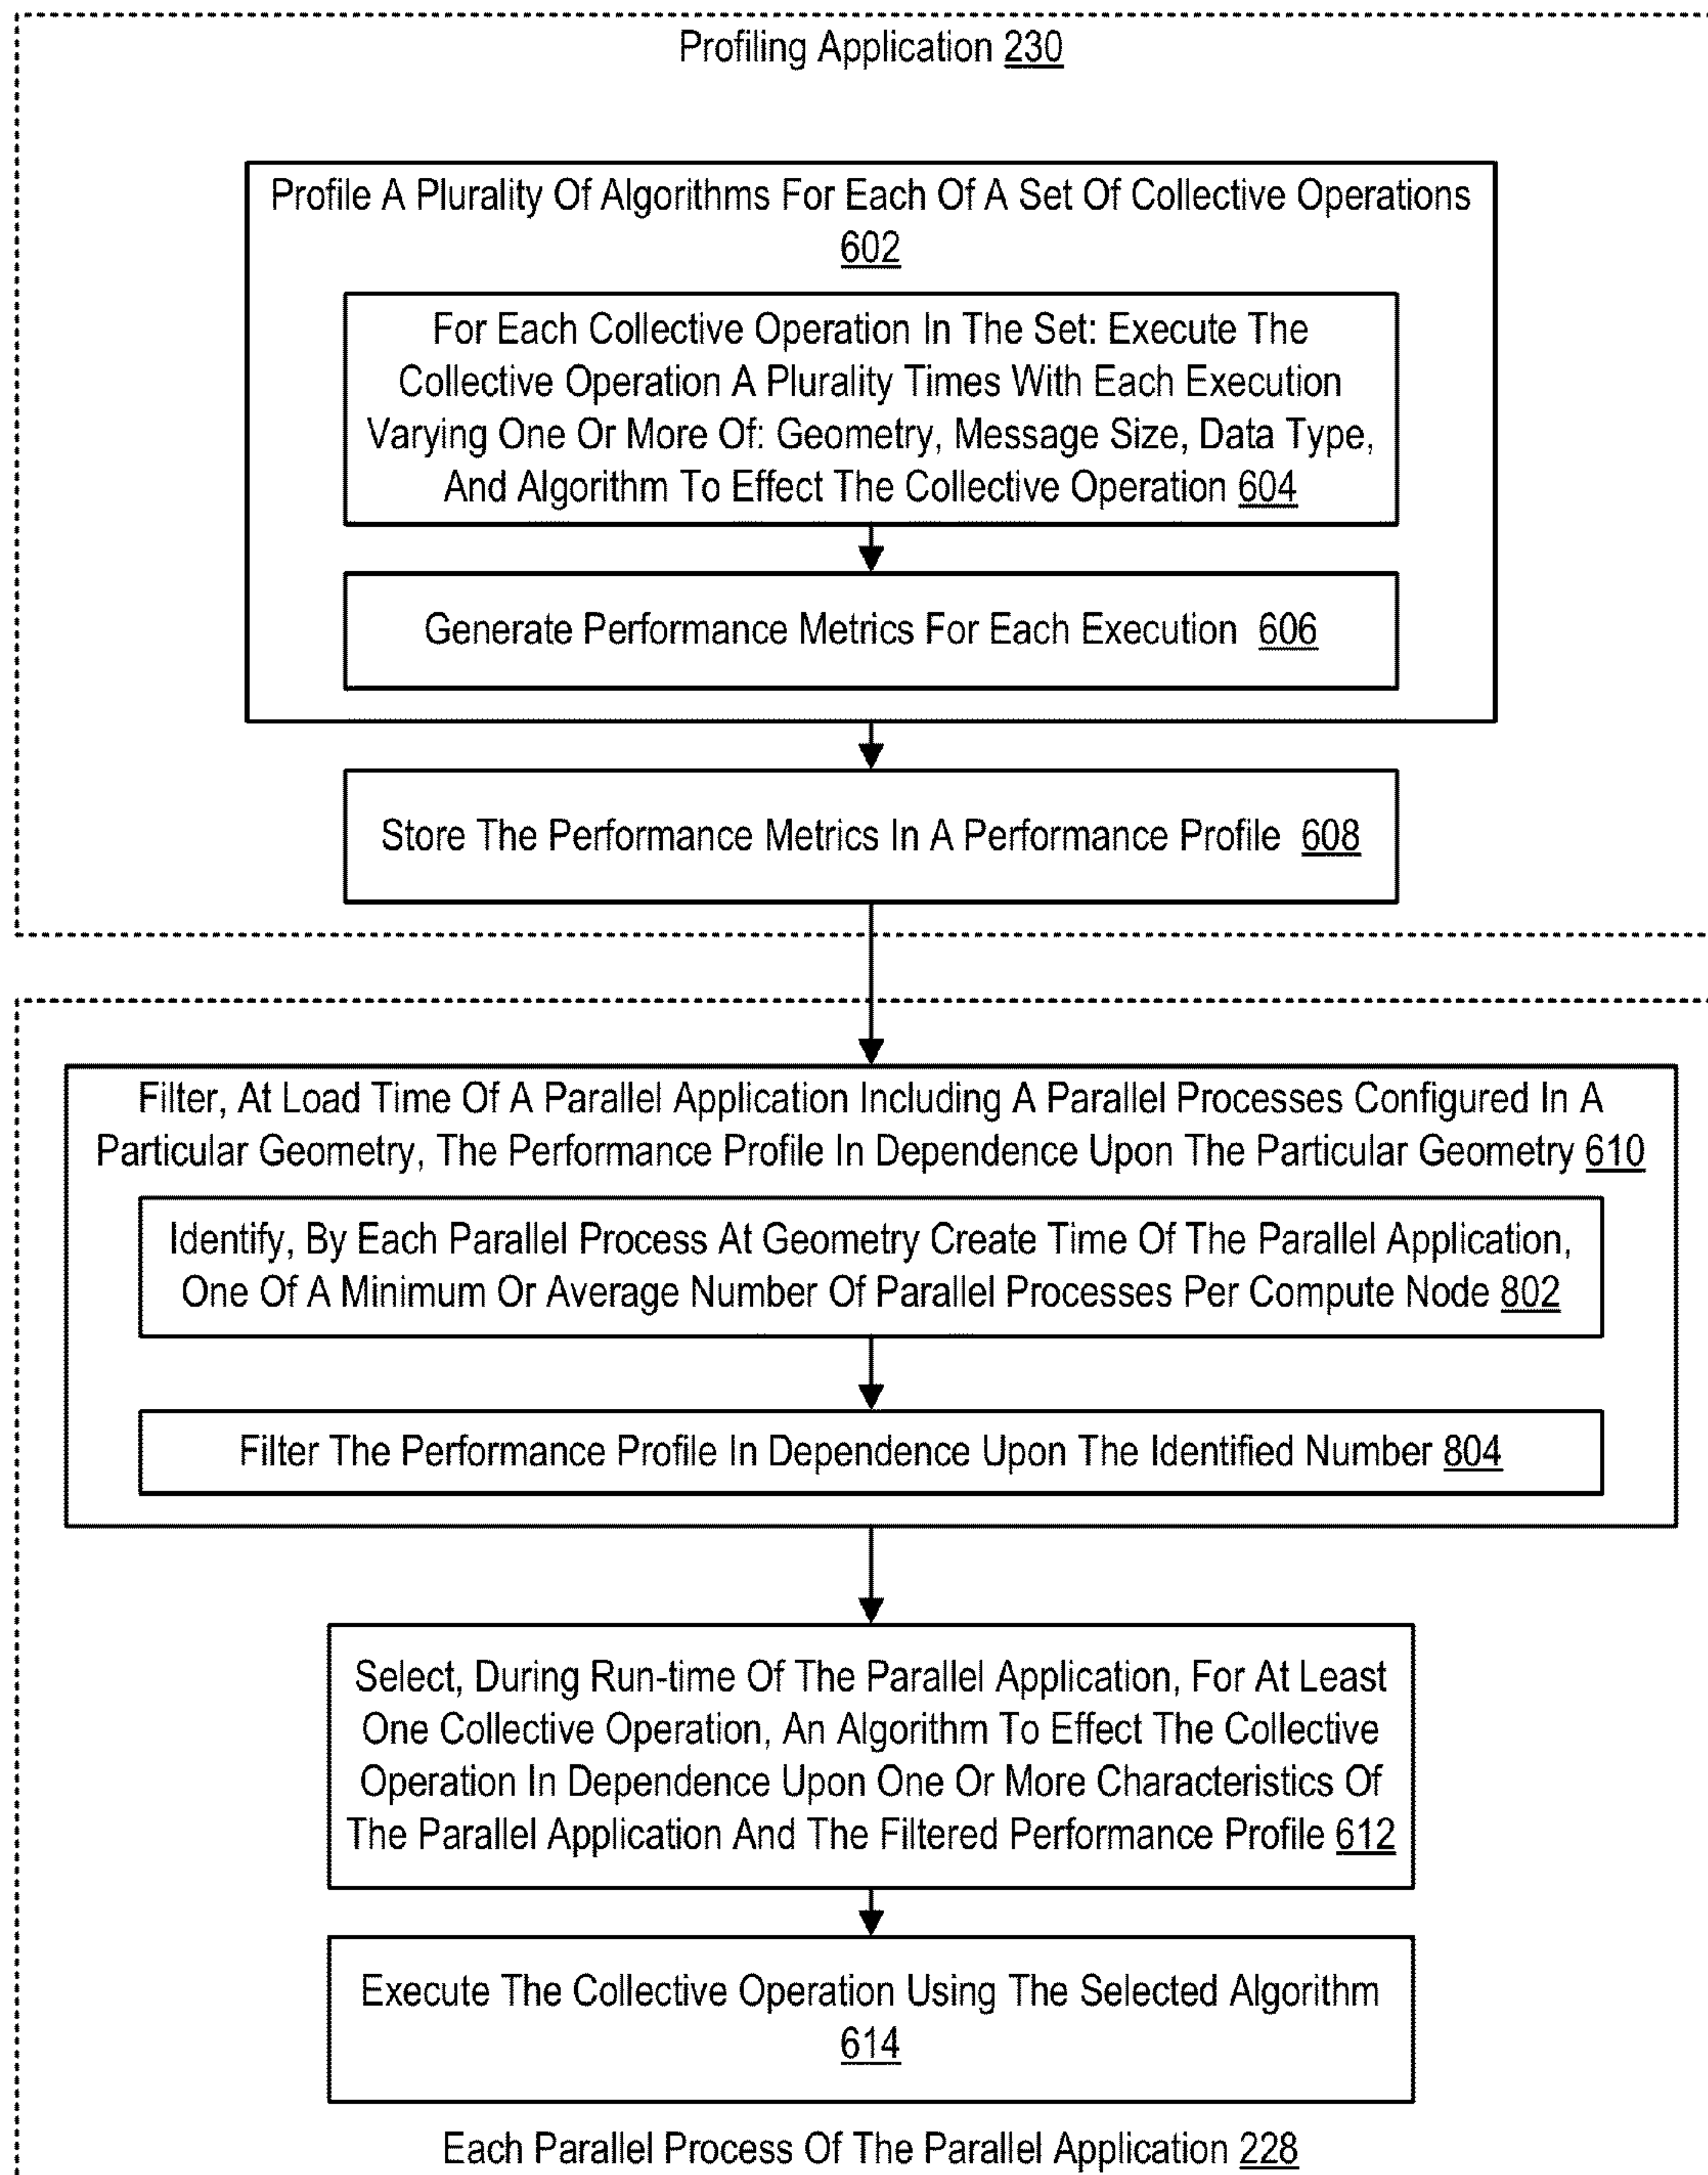 Profiling Application 230
Profile A Plurality Of Algorithms For Each Of A Set Of Collective Operations
602
For Each Collective Operation In The Set: Execute The
Collective Operation A Plurality Times With Each Execution
Varying One Or More Of: Geometry, Message Size, Data Type,
And Algorithm To Effect The Collective Operation 604
Generate Performance Metrics For Each Execution 606
Store The Performance Metrics In A Performance Profile 608
Filter, At Load Time Of A Parallel Application Including A Parallel Processes Configured In A
Particular Geometry, The Performance Profile In Dependence Upon The Particular Geometry 610
Identify, By Each Parallel Process At Geometry Create Time Of The Parallel Application,
One Of A Minimum Or Average Number Of Parallel Processes Per Compute Node 802
Filter The Performance Profile In Dependence Upon The Identified Number 804
Select, During Run-time Of The Parallel Application, For At Least
One Collective Operation, An Algorithm To Effect The Collective
Operation In Dependence Upon One Or More Characteristics Of
The Parallel Application And The Filtered Performance Profile 612
Execute The Collective Operation Using The Selected Algorithm
614
Each Parallel Process Of The Parallel Application 228